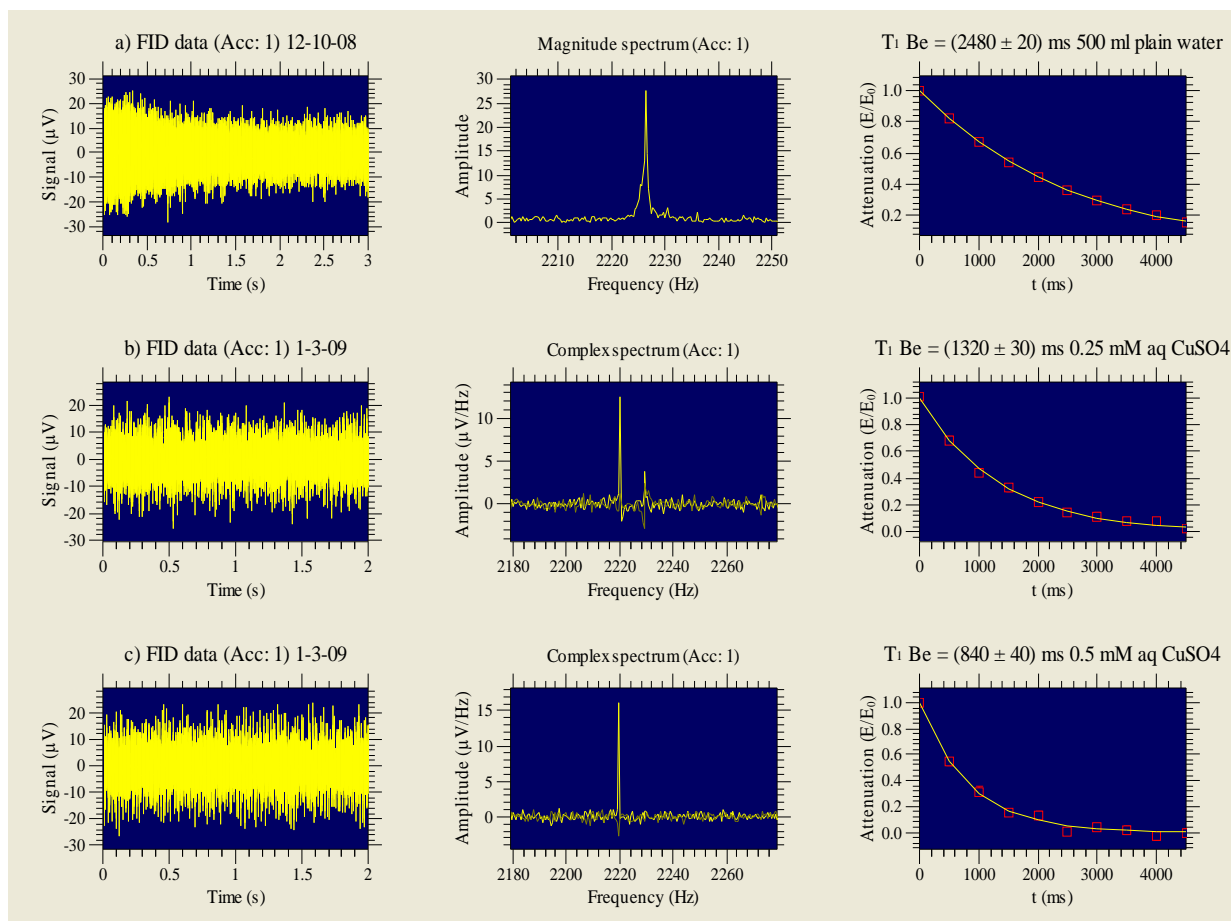 a) FID data (Acc: 1) 12-10-08
Signal (µV)
30
20
10
0
-10
-20
-30
0 0.5 1 1.5 2 2.5 3
Time (s)
Magnitude spectrum (Acc: 1)
Amplitude
30
25
20
15
10
5
0
2210 2220 2230 2240 2250
Frequency (Hz)
T1 Be = (2480 ± 20) ms 500 ml plain water
Attenuation (E/E0)
1.0
0.8
0.6
0.4
0.2
0 1000 2000 3000 4000
t (ms)
b) FID data (Acc: 1) 1-3-09
Signal (µV)
20
10
0
-10
-20
-30
0 0.5 1 1.5 2
Time (s)
Complex spectrum (Acc: 1)
Amplitude (µV/Hz)
10
5
0
2180 2200 2220 2240 2260
Frequency (Hz)
T1 Be = (1320 ± 30) ms 0.25 mM aq CuSO4
Attenuation (E/E0)
1.0
0.8
0.6
0.4
0.2
0.0
0 1000 2000 3000 4000
t (ms)
c) FID data (Acc: 1) 1-3-09
Signal (µV)
20
10
0
-10
-20
-30
0 0.5 1 1.5 2
Time (s)
Complex spectrum (Acc: 1)
Amplitude (µV/Hz)
15
10
5
0
2180 2200 2220 2240 2260
Frequency (Hz)
T1 Be = (840 ± 40) ms 0.5 mM aq CuSO4
Attenuation (E/E0)
1.0
0.8
0.6
0.4
0.2
0.0
0 1000 2000 3000 4000
t (ms)